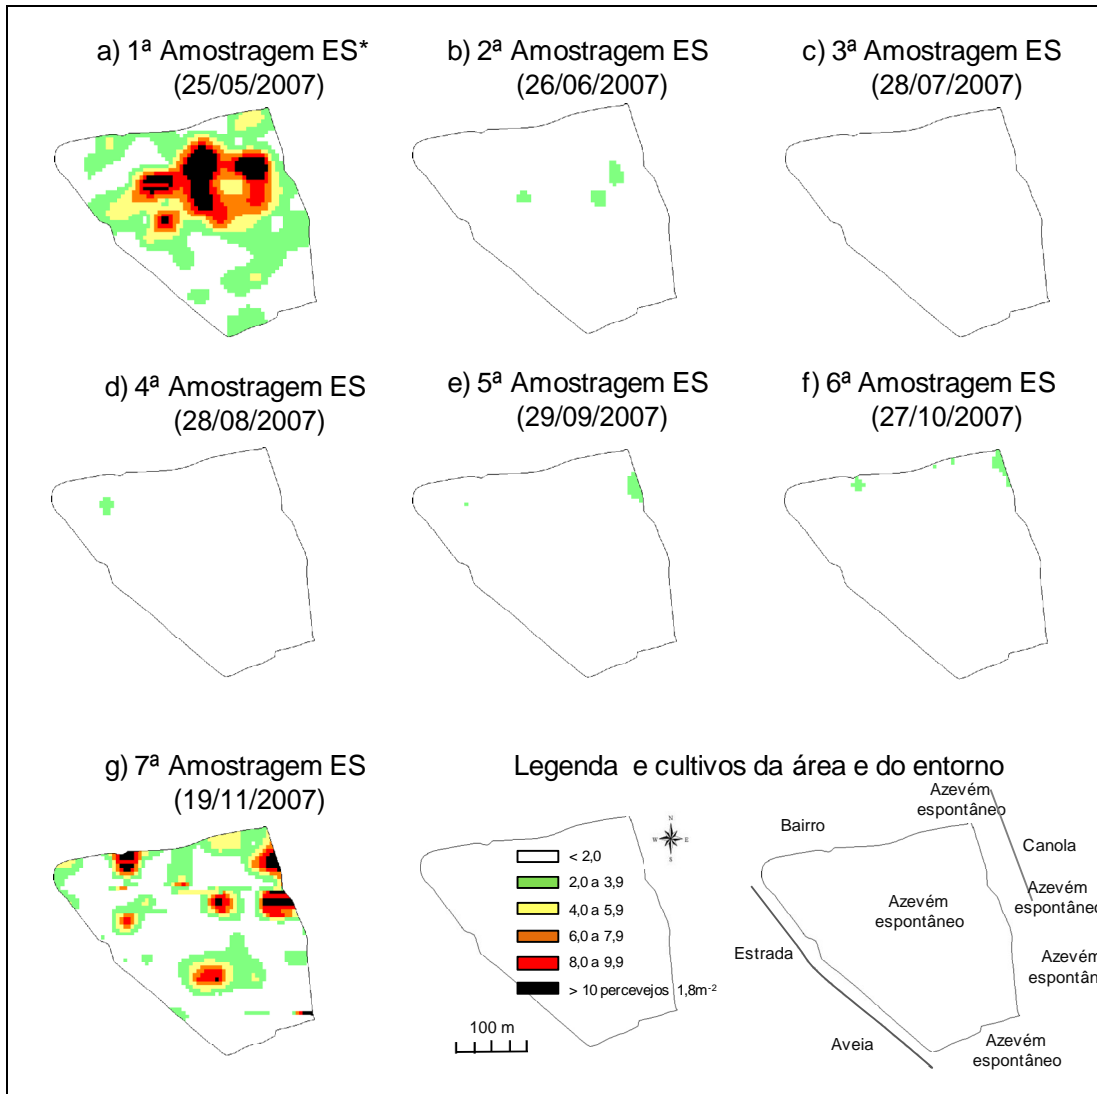 a) 1ª Amostragem ES*
(25/05/2007)
b) 2ª Amostragem ES
(26/06/2007)
c) 3ª Amostragem ES
(28/07/2007)
d) 4ª Amostragem ES
(28/08/2007)
e) 5ª Amostragem ES
(29/09/2007)
f) 6ª Amostragem ES
(27/10/2007)
g) 7ª Amostragem ES
(19/11/2007)
Legenda e cultivos da área e do entorno
N
W E
S
< 2,0
2,0 a 3,9
4,0 a 5,9
6,0 a 7,9
8,0 a 9,9
> 10 percevejos 1,8m⁻²
100 m
Azevém
espontâneo
Bairro
Canola
Azevém
espontâneo
Azevém
espontâneo
Estrada
Azevém
espontân
Aveia
Azevém
espontâneo